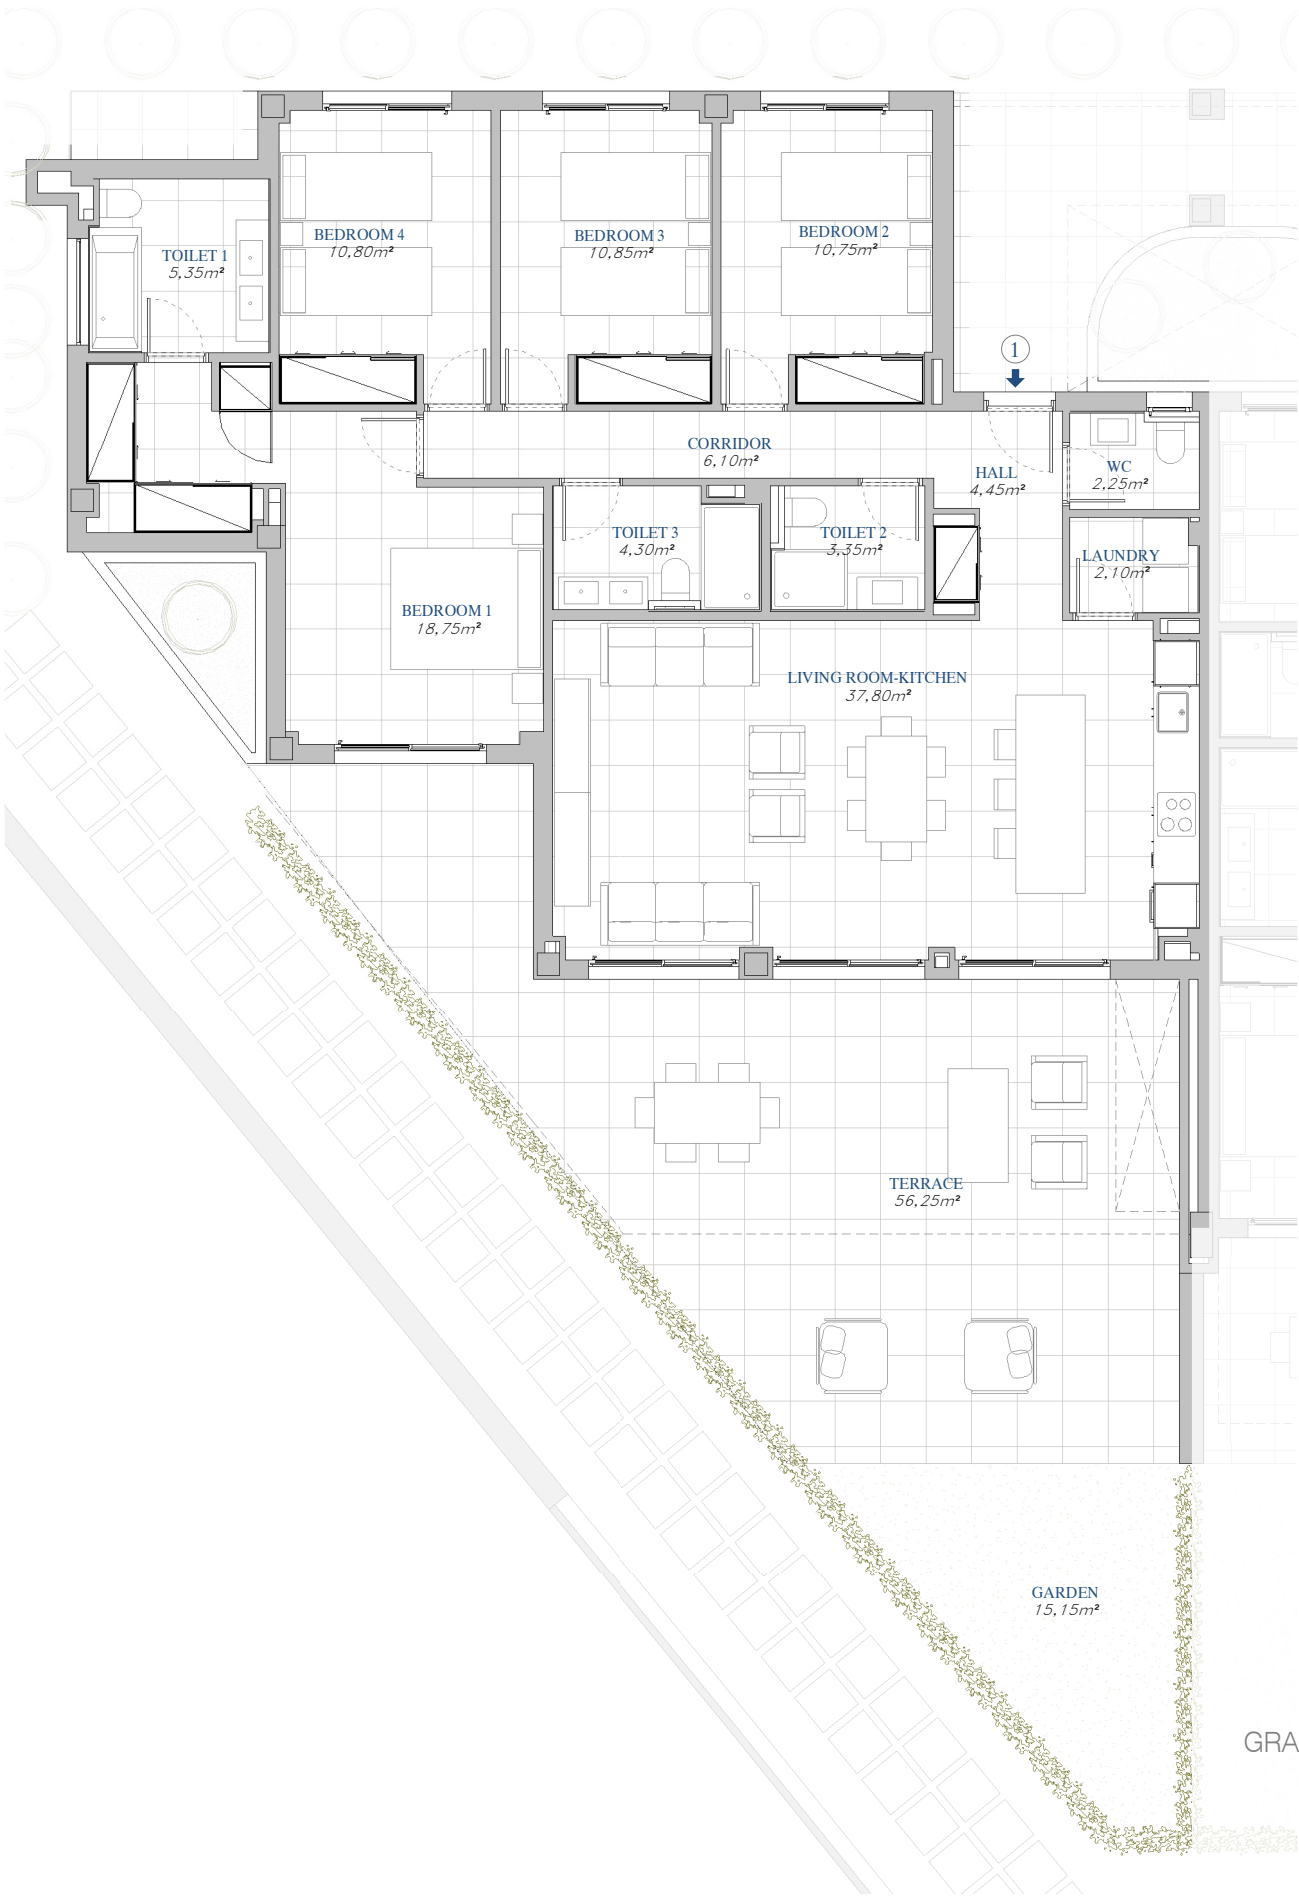 BEDROOM 4
10,80m²
BEDROOM 3
10,85m²
BEDROOM 2
10,75m²
TOILET 1
5,35m²
1
CORRIDOR
6,10m²
HALL
4,45m²
WC
2,25m²
TOILET 3
4,30m²
TOILET 2
3,35m²
LAUNDRY
2,10m²
BEDROOM 1
18,75m²
LIVING ROOM-KITCHEN
37,80m²
TERRACE
56,25m²
GARDEN
15,15m²
GRA